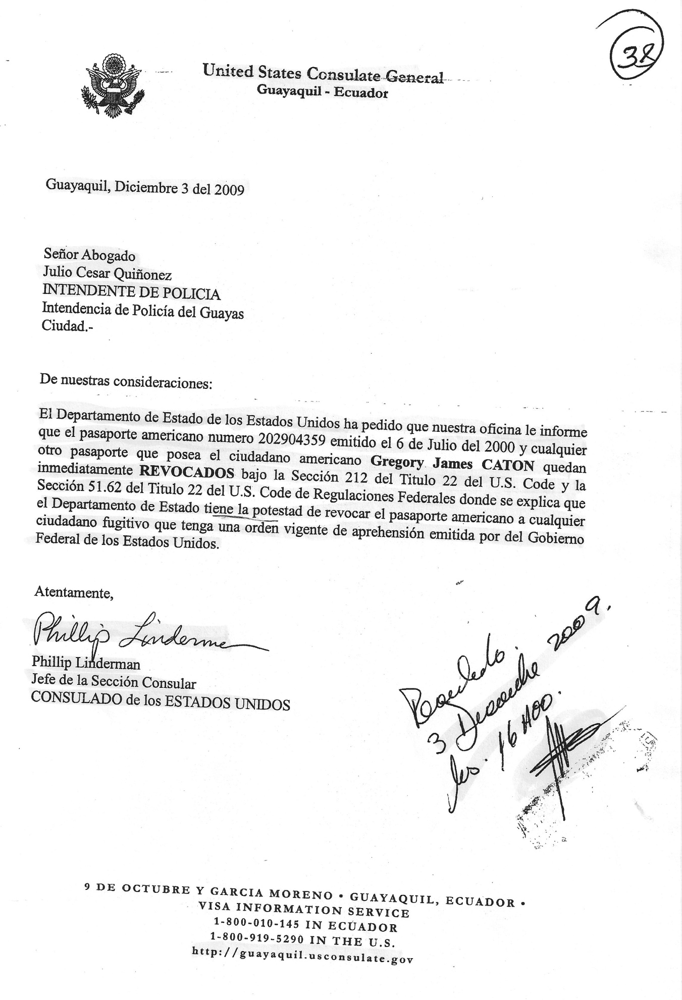 38
United States Consulate General
Guayaquil - Ecuador
Guayaquil, Diciembre 3 del 2009
Señor Abogado
Julio Cesar Quiñonez
INTENDENTE DE POLICIA
Intendencia de Policía del Guayas
Ciudad.-
De nuestras consideraciones:
El Departamento de Estado de los Estados Unidos ha pedido que nuestra oficina le informe
que el pasaporte americano numero 202904359 emitido el 6 de Julio del 2000 y cualquier
otro pasaporte que posea el ciudadano americano Gregory James CATON quedan
inmediatamente REVOCADOS bajo la Sección 212 del Titulo 22 del U.S. Code y la
Sección 51.62 del Titulo 22 del U.S. Code de Regulaciones Federales donde se explica que
el Departamento de Estado tiene la potestad de revocar el pasaporte americano a cualquier
ciudadano fugitivo que tenga una orden vigente de aprehensión emitida por del Gobierno
Federal de los Estados Unidos.
Atentamente,
Phillip Linderman
Phillip Linderman
Jefe de la Sección Consular
CONSULADO de los ESTADOS UNIDOS
3 2009.
16H00.
9 DE OCTUBRE Y GARCIA MORENO • GUAYAQUIL, ECUADOR •
VISA INFORMATION SERVICE
1-800-010-145 IN ECUADOR
1-800-919-5290 IN THE U.S.
http://guayaquil.usconsulate.gov